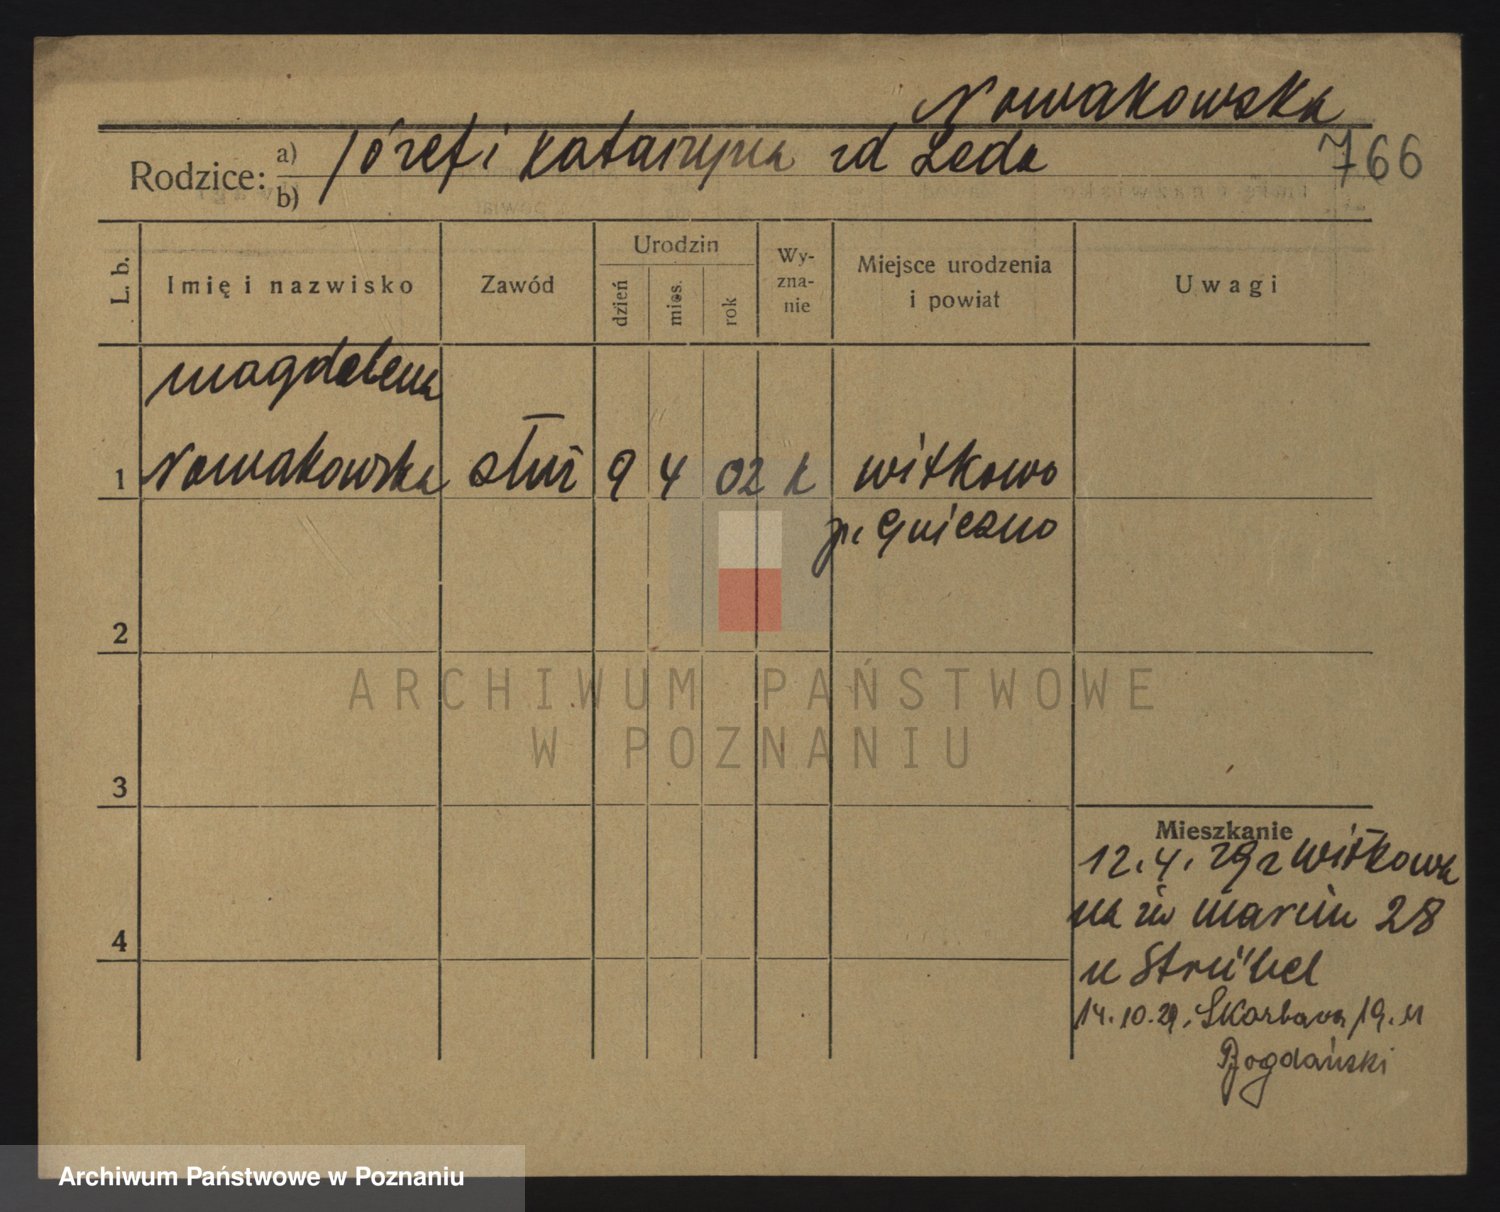 Nowakowska
Rodzice: a) Józef i Katarzyna zd Leda
b)
766
L. b.
Imię i nazwisko
Zawód
Urodzin
dzień
mies.
rok
Wy-
zna-
nie
Miejsce urodzenia
i powiat
Uwagi
Magdalena
1 Nowakowska służ 9 4 02 k Witkowo
p. Gniezno
2
3
4
ARCHIWUM PAŃSTWOWE
W POZNANIU
Mieszkanie
12.4.29 z Witkowa
na św Marcin 28
u Strübel
14.10.29. Skarbowa 19. u
Bogdański
Archiwum Państwowe w Poznaniu